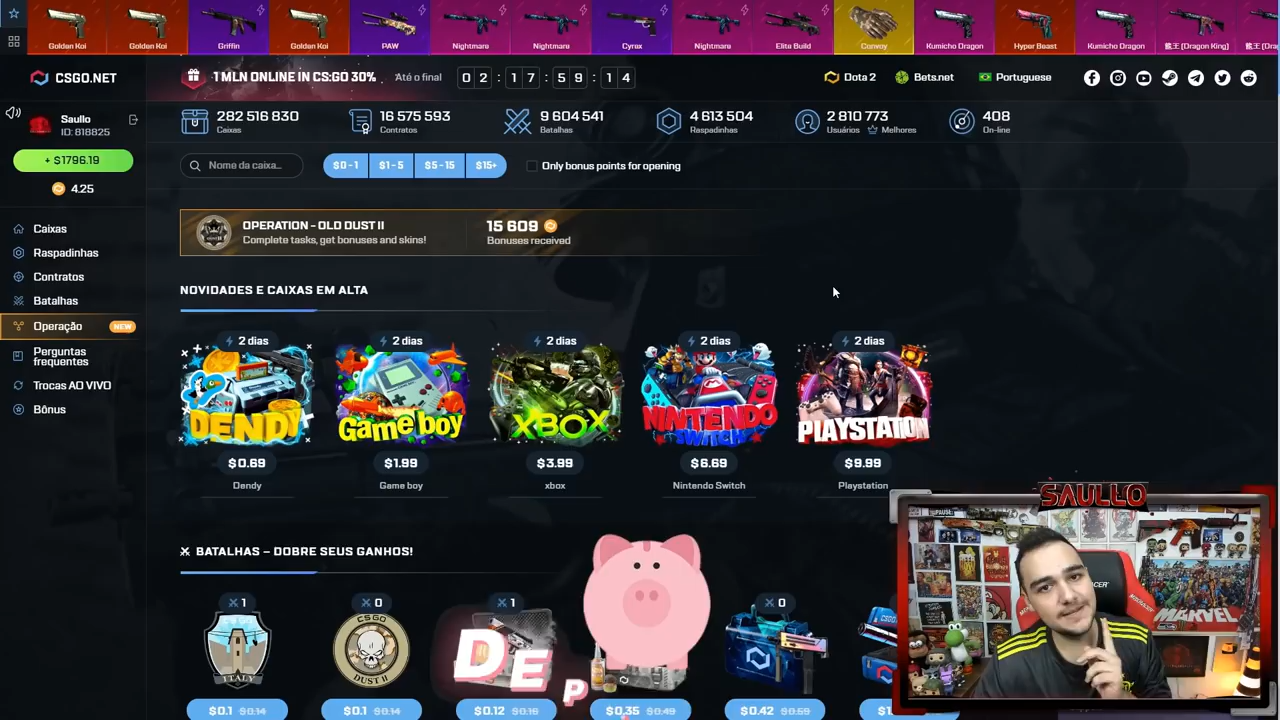 Golden Koi
Golden Koi
Griffin
Golden Koi
PAW
Nightmare
Nightmare
Cyrex
Nightmare
Elite Build
Convoy
Kumicho Dragon
Hyper Beast
Kumicho Dragon
龍王 (Dragon King)
CSGO.NET
1 MLN ONLINE IN CS:GO 30%
Até o final
02:17:59:14
Dota 2
Bets.net
Portuguese
Saullo
ID: 818825
+ $1796.19
4.25
282 516 830
Caixas
16 575 593
Contratos
9 604 541
Batalhas
4 613 504
Raspadinhas
2 810 773
Usuários Melhores
408
On-line
Nome da caixa...
$0-1
$1-5
$5-15
$15+
Only bonus points for opening
Caixas
Raspadinhas
Contratos
Batalhas
Operação NEW
Perguntas
frequentes
Trocas AO VIVO
Bônus
OPERATION - OLD DUST II
Complete tasks, get bonuses and skins!
15 609
Bonuses received
NOVIDADES E CAIXAS EM ALTA
2 dias
2 dias
2 dias
2 dias
2 dias
DENDY
Game boy
XBOX
NINTENDO
SWITCH
PLAYSTATION
$0.69
$1.99
$3.99
$6.69
$9.99
Dendy
Game boy
xbox
Nintendo Switch
Playstation
SAULLO
MARVEL
BATALHAS – DOBRE SEUS GANHOS!
1
0
1
0
ITALY
CSGO
DUST II
DEP
$0.1 $0.14
$0.1 $0.14
$0.12 $0.16
$0.35 $0.49
$0.42 $0.59